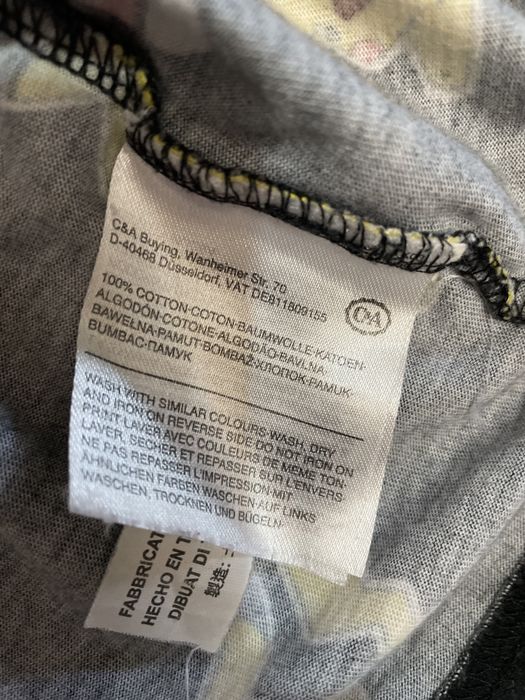 C&A Buying, Wanheimer Str. 70
D-40468 Düsseldorf, VAT DE811809155
C&A
100% COTTON·COTON·BAUMWOLLE·KATOEN·
ALGODÓN·COTONE·ALGODÃO·BAVLNA·
BAWEŁNA·PAMUT·BOMBAŽ·ХЛОПОК·PAMUK·
BUMBAC·ПАМУК
WASH WITH SIMILAR COLOURS·WASH, DRY
AND IRON ON REVERSE SIDE DO NOT IRON ON
PRINT LAVER AVEC COULEURS DE MEME TON·
LAVER, SECHER ET REPASSER SUR L'ENVERS
NE PAS REPASSER L'IMPRESSION·MIT
ÄHNLICHEN FARBEN WASCHEN·AUF LINKS
WASCHEN, TROCKNEN UND BÜGELN·
FABBRICAT
HECHO EN T
DIBUAT DI
製造: